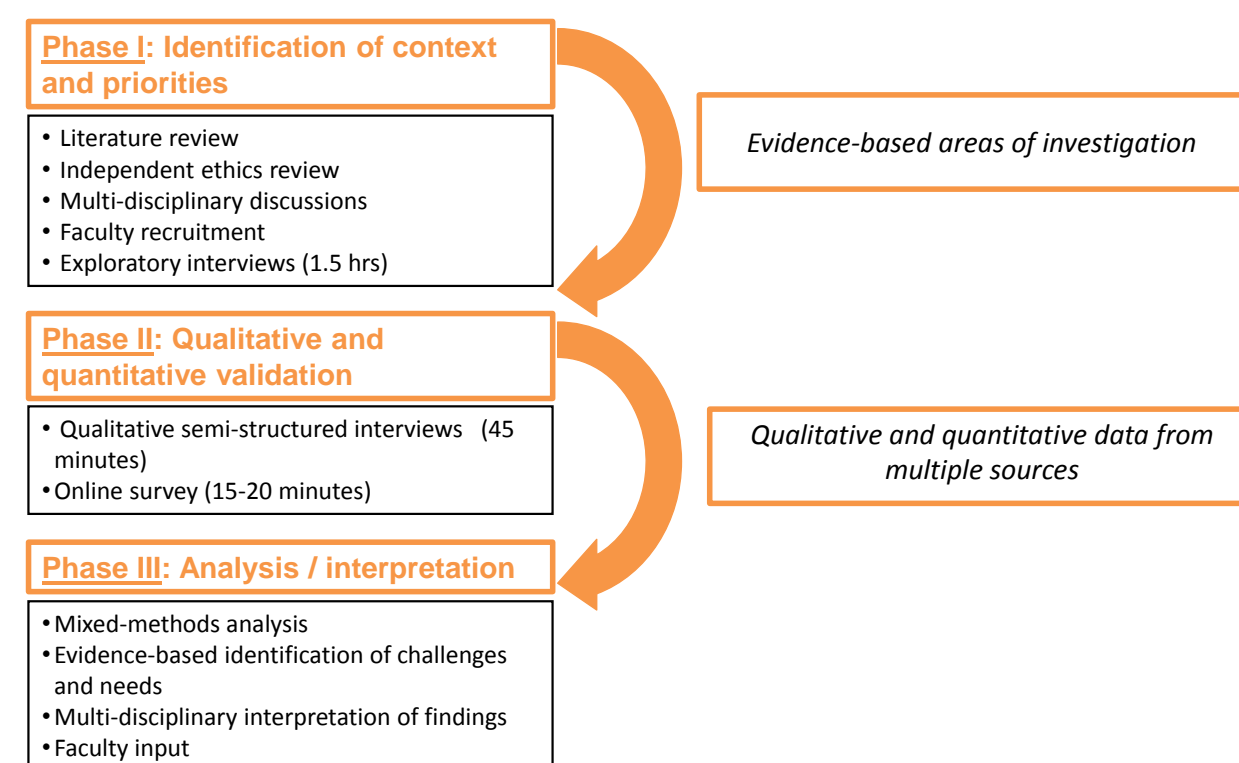 Phase I: Identification of context
and priorities
• Literature review
• Independent ethics review
• Multi-disciplinary discussions
• Faculty recruitment
• Exploratory interviews (1.5 hrs)
Evidence-based areas of investigation
Phase II: Qualitative and
quantitative validation
• Qualitative semi-structured interviews (45
minutes)
• Online survey (15-20 minutes)
Qualitative and quantitative data from
multiple sources
Phase III: Analysis / interpretation
• Mixed-methods analysis
• Evidence-based identification of challenges
and needs
• Multi-disciplinary interpretation of findings
• Faculty input